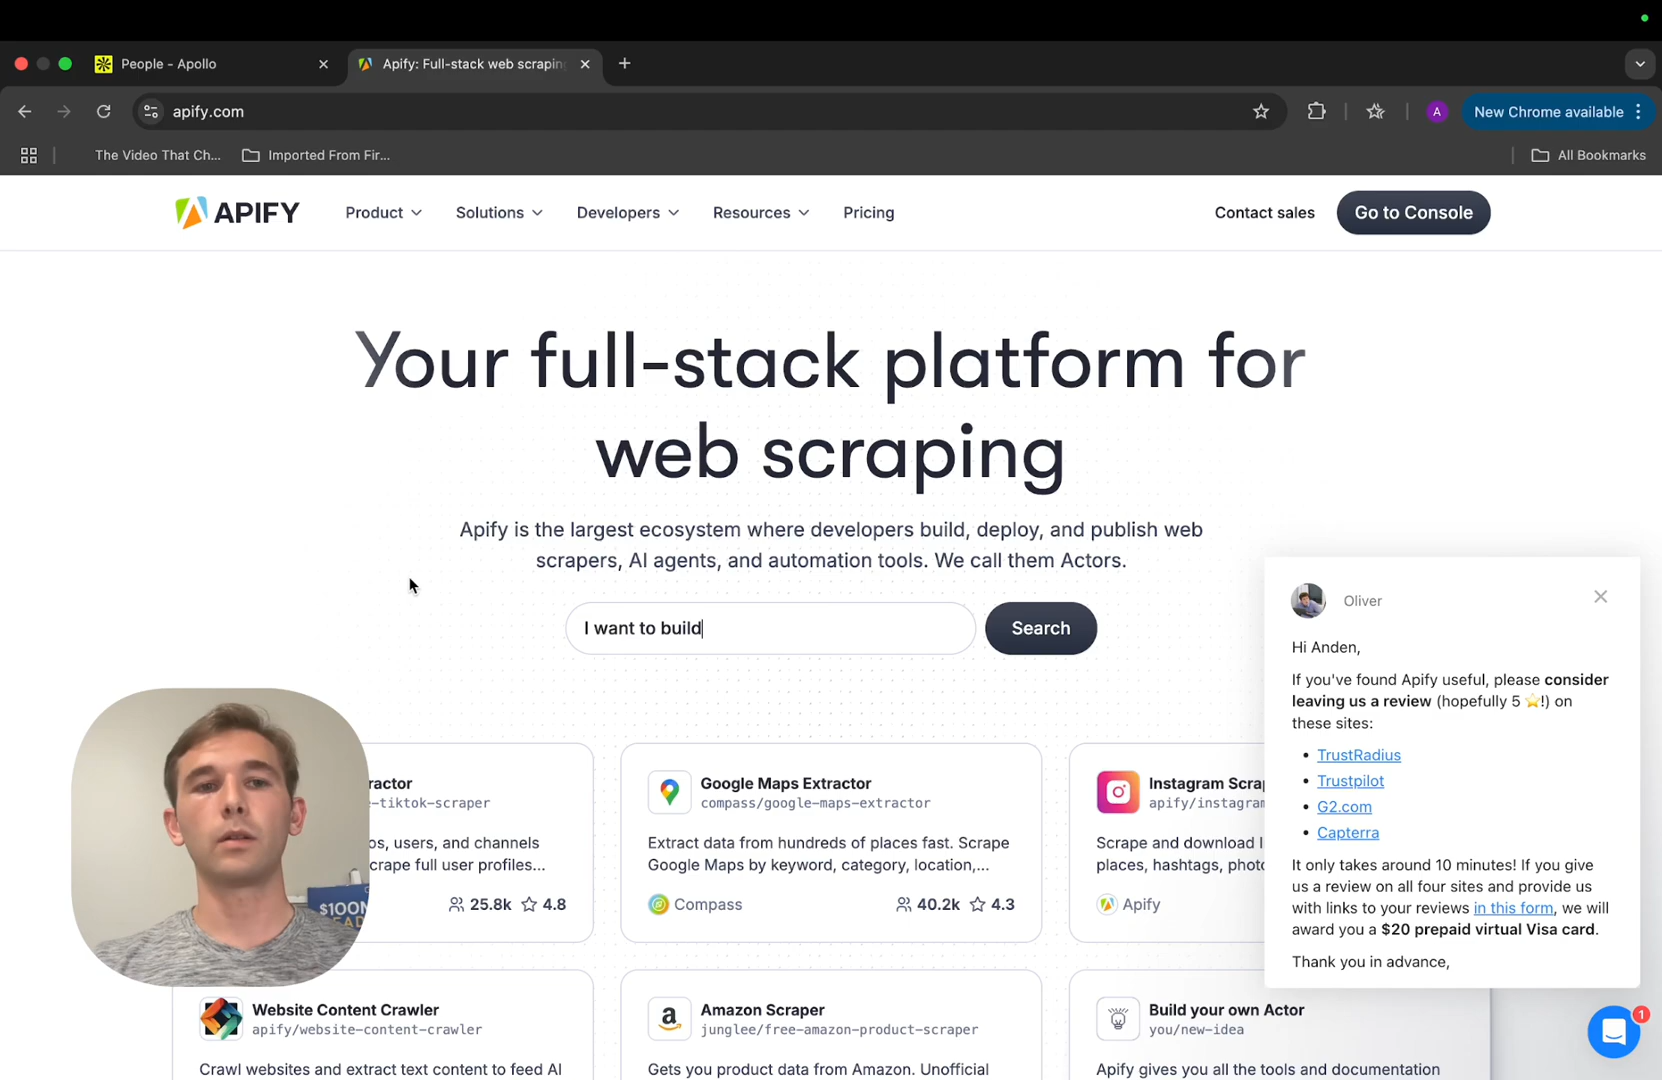 People - Apollo
Apify: Full-stack web scraping
apify.com
A
New Chrome available
The Video That Ch...
Imported From Fir...
All Bookmarks
APIFY
Product
Solutions
Developers
Resources
Pricing
Contact sales
Go to Console
Your full-stack platform for
web scraping
Apify is the largest ecosystem where developers build, deploy, and publish web
scrapers, AI agents, and automation tools. We call them Actors.
I want to build
Search
Oliver
Hi Anden,
If you've found Apify useful, please consider
leaving us a review (hopefully 5 ⭐!) on
these sites:
• TrustRadius
• Trustpilot
• G2.com
• Capterra
It only takes around 10 minutes! If you give
us a review on all four sites and provide us
with links to your reviews in this form, we will
award you a $20 prepaid virtual Visa card.
Thank you in advance,
1
ractor
-tiktok-scraper
os, users, and channels
crape full user profiles...
25.8k 4.8
Google Maps Extractor
compass/google-maps-extractor
Extract data from hundreds of places fast. Scrape
Google Maps by keyword, category, location,...
Compass
40.2k 4.3
Instagram Scrap
apify/instagram
Scrape and download I
places, hashtags, phot
Apify
$100M
Website Content Crawler
apify/website-content-crawler
Crawl websites and extract text content to feed AI
Amazon Scraper
junglee/free-amazon-product-scraper
Gets you product data from Amazon. Unofficial
Build your own Actor
you/new-idea
Apify gives you all the tools and documentation